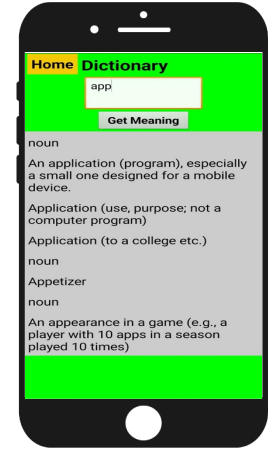 Home Dictionary
app
Get Meaning
noun
An application (program), especially
a small one designed for a mobile
device.
Application (use, purpose; not a
computer program)
Application (to a college etc.)
noun
Appetizer
noun
An appearance in a game (e.g., a
player with 10 apps in a season
played 10 times)